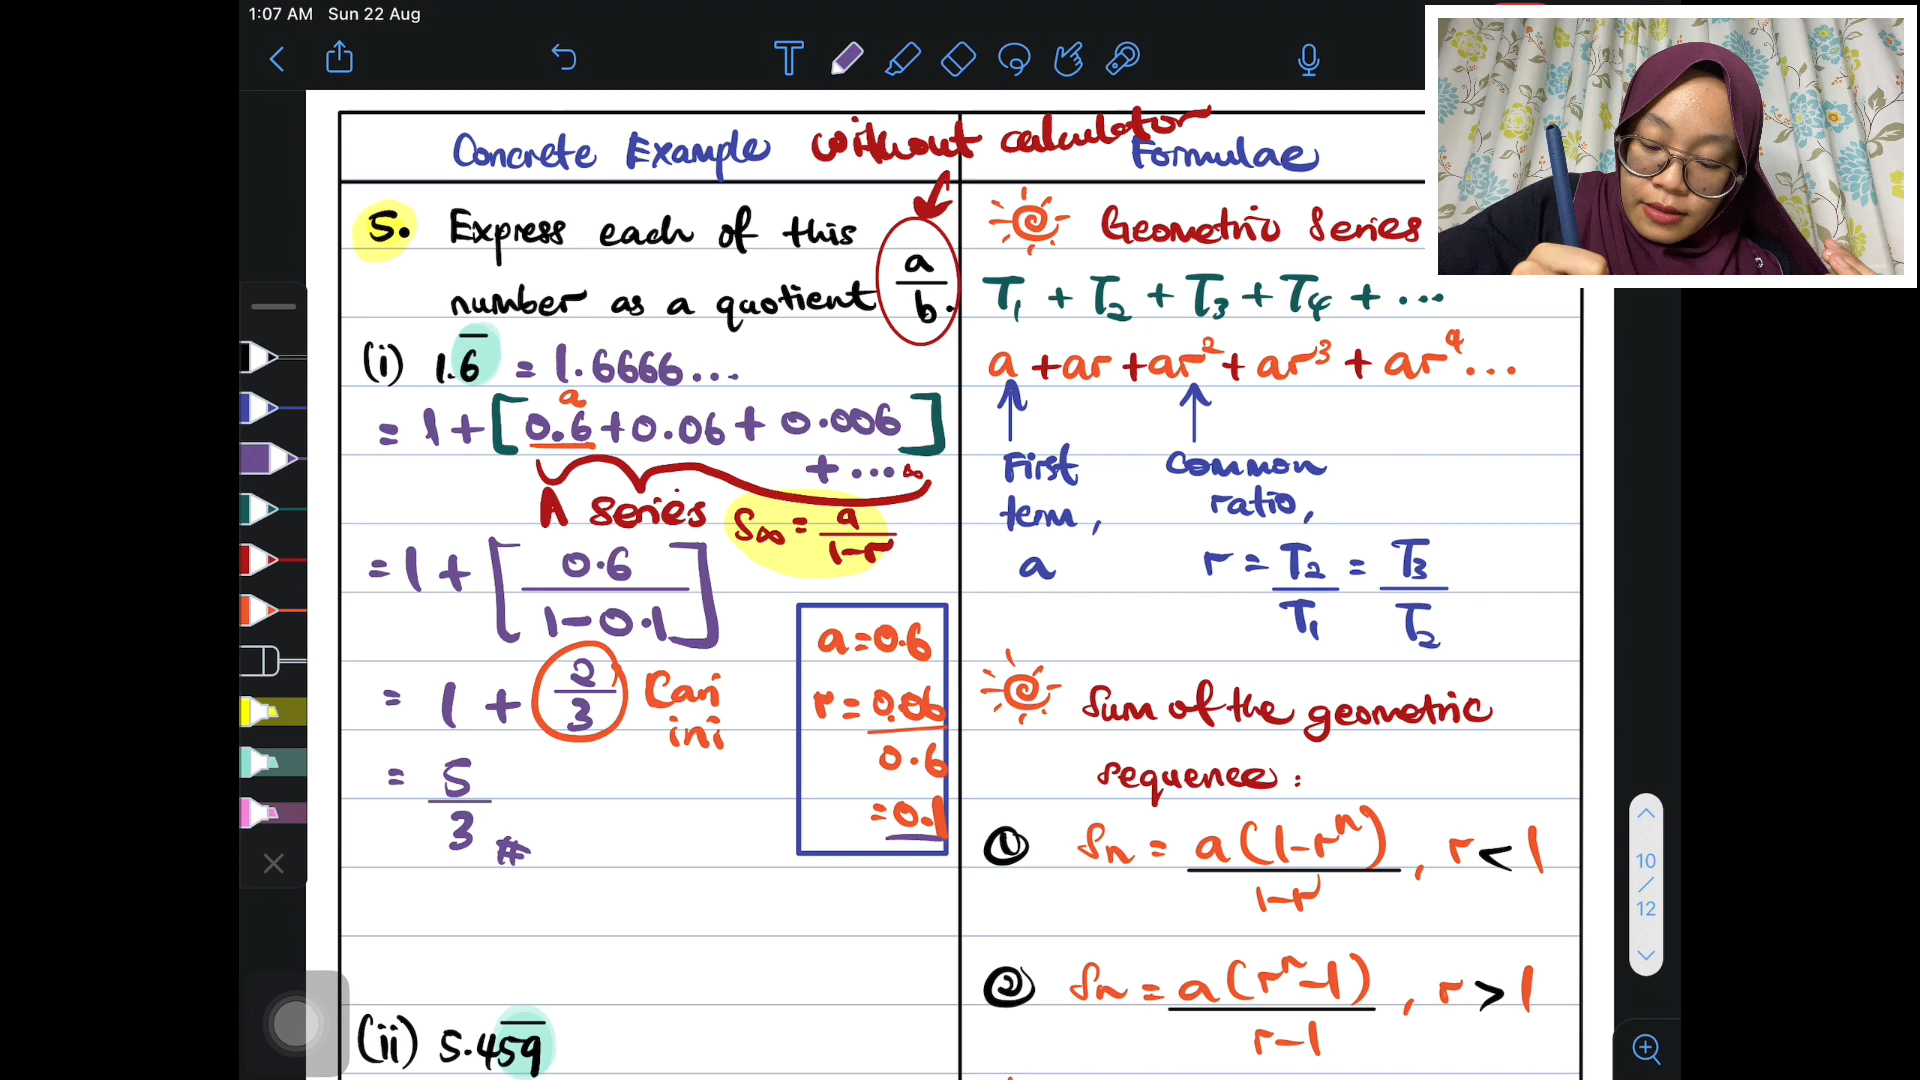 1:07 AM Sun 22 Aug
Concrete Example
without calculator
Formulae
5. Express each of this
number as a quotient a/b.
(i) 1.6̅ = 1.6666...
a
= 1 + [0.6 + 0.06 + 0.006
+ ... ∞]
A series S∞ = a/(1-r)
= 1 + [0.6/(1-0.1)]
= 1 + 2/3 Cari
ini
= 5/3 #
a = 0.6
r = 0.06/0.6
= 0.1
(ii) 5.45̅9̅
Geometric Series
T₁ + T₂ + T₃ + T₄ + ...
a + ar + ar² + ar³ + ar⁴ ...
First
term,
a
Common
ratio,
r = T₂/T₁ = T₃/T₂
Sum of the geometric
sequence :
① Sn = a(1-rⁿ)/(1-r), r < 1
② Sn = a(rⁿ-1)/(r-1), r > 1
10
/
12